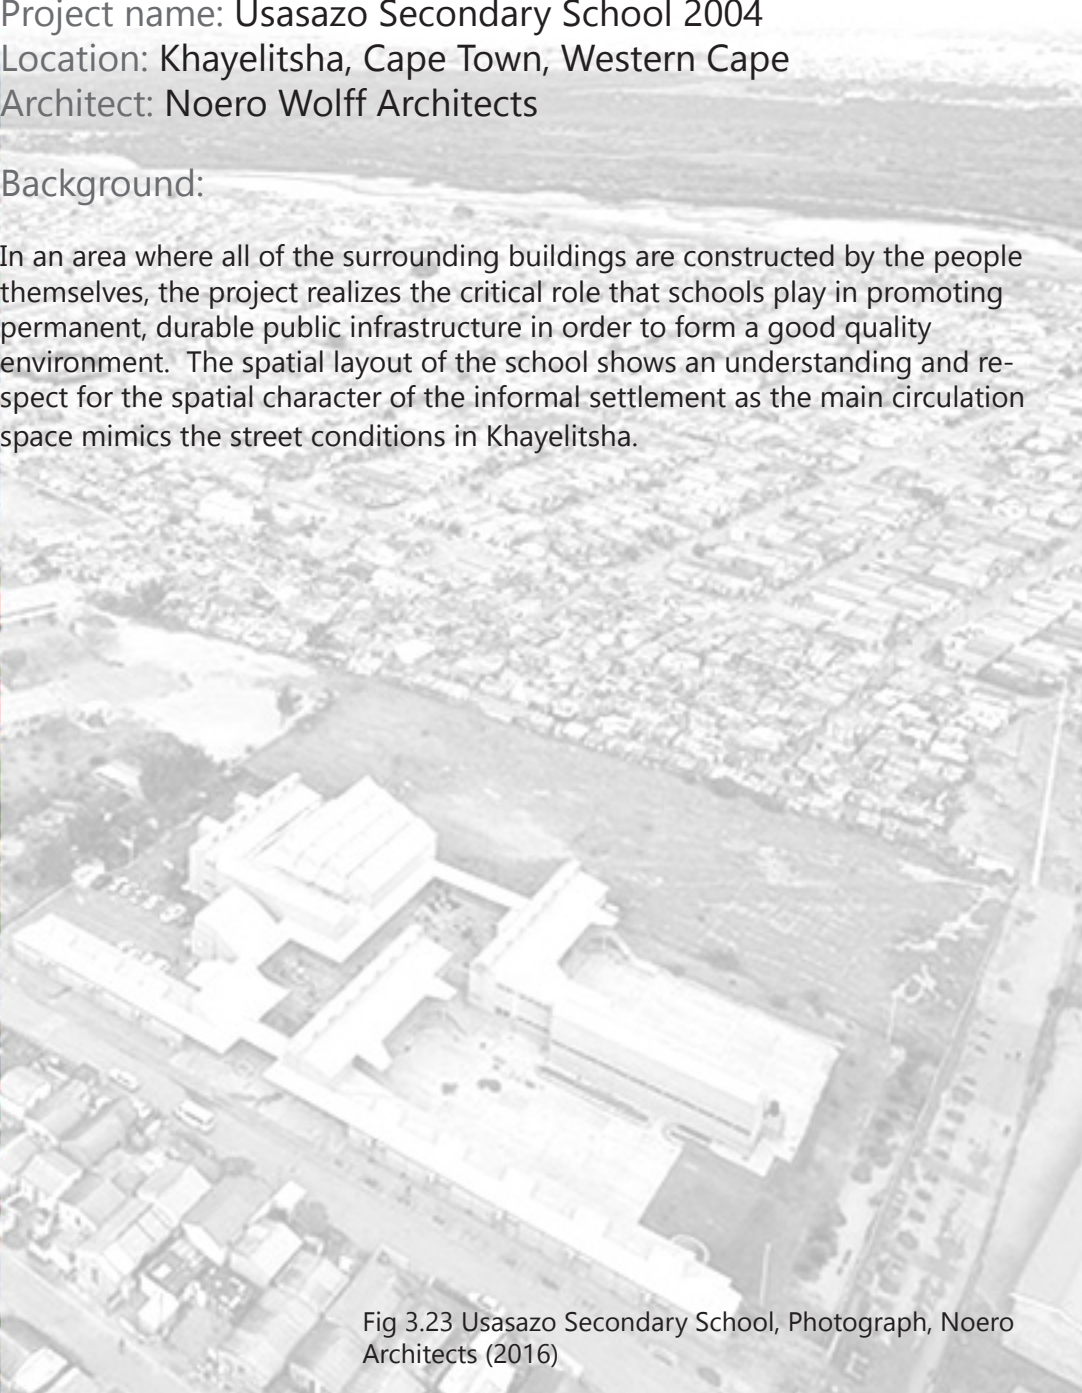 Project name: Usasazo Secondary School 2004
Location: Khayelitsha, Cape Town, Western Cape
Architect: Noero Wolff Architects
Background:
In an area where all of the surrounding buildings are constructed by the people
themselves, the project realizes the critical role that schools play in promoting
permanent, durable public infrastructure in order to form a good quality
environment.  The spatial layout of the school shows an understanding and re-
spect for the spatial character of the informal settlement as the main circulation
space mimics the street conditions in Khayelitsha.
Fig 3.23 Usasazo Secondary School, Photograph, Noero
Architects (2016)